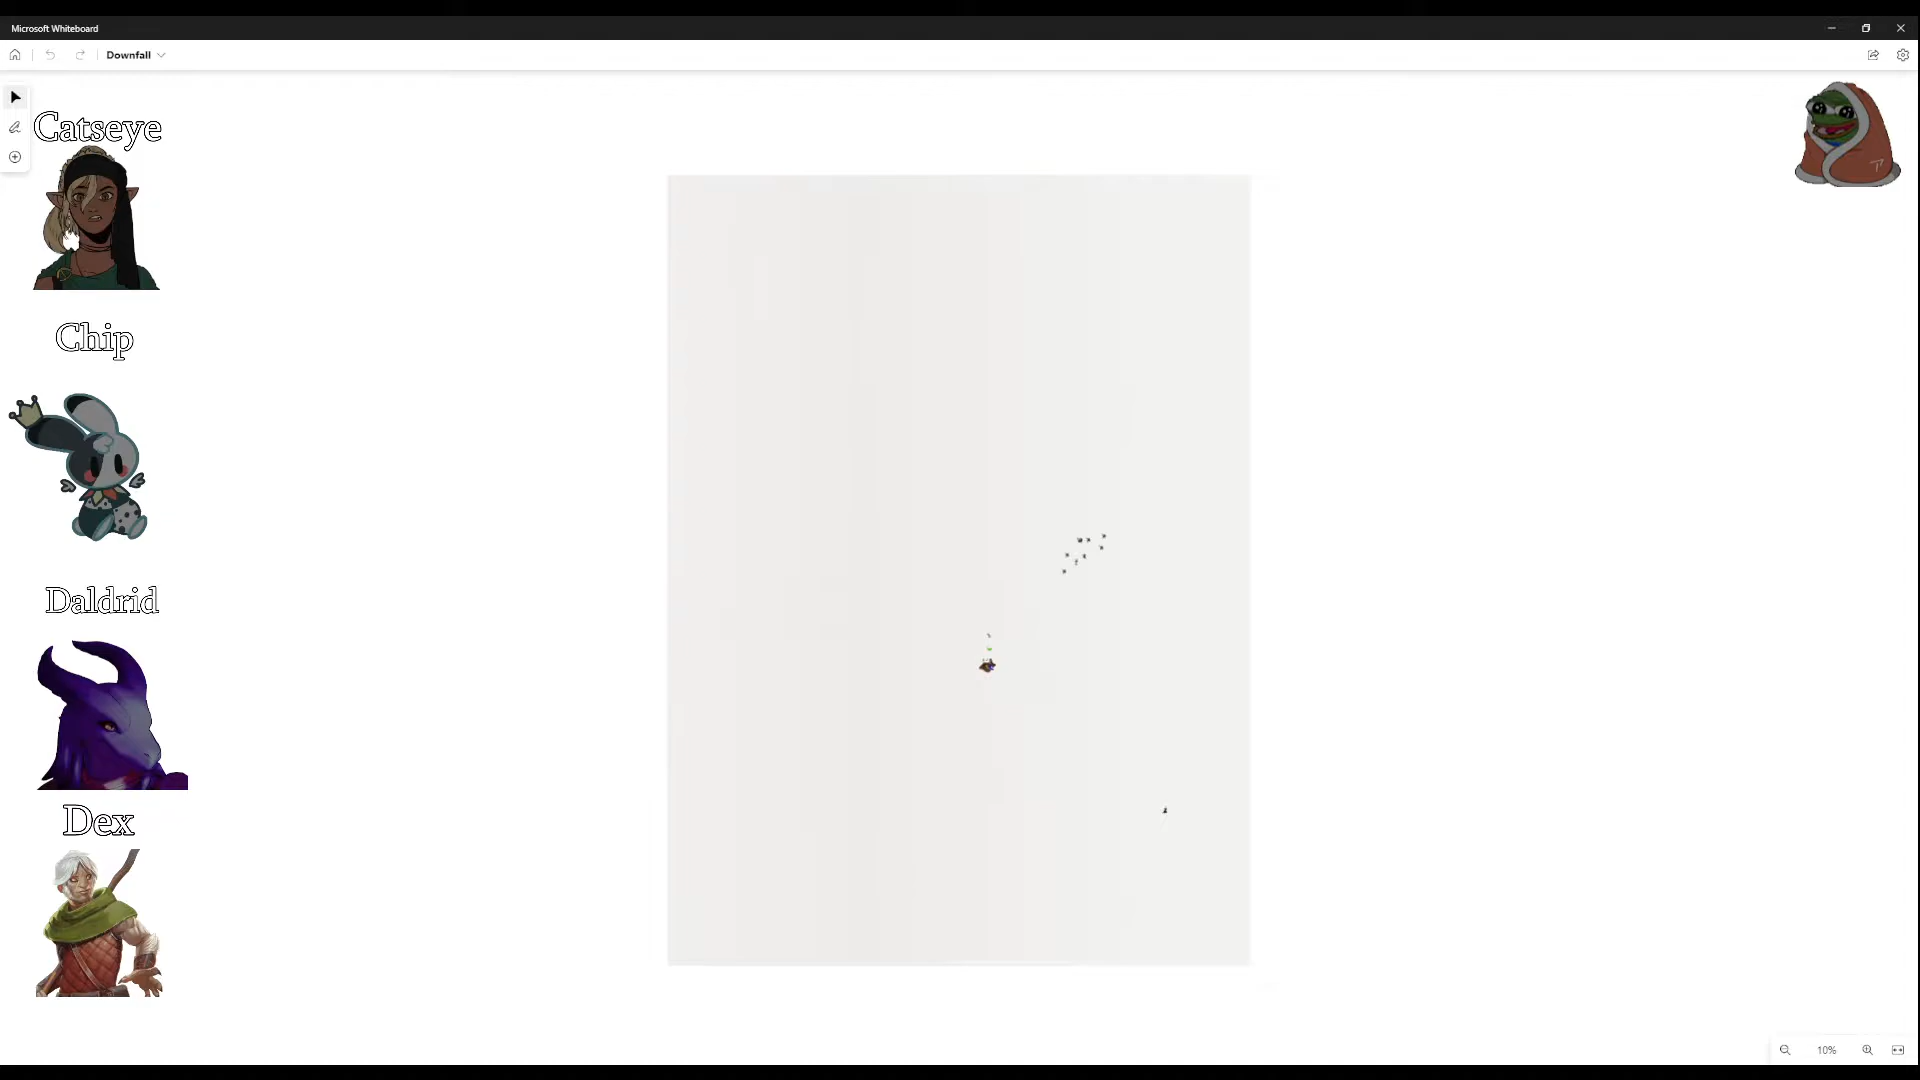 Microsoft Whiteboard
Downfall
Catseye
Chip
Daldrid
Dex
10%